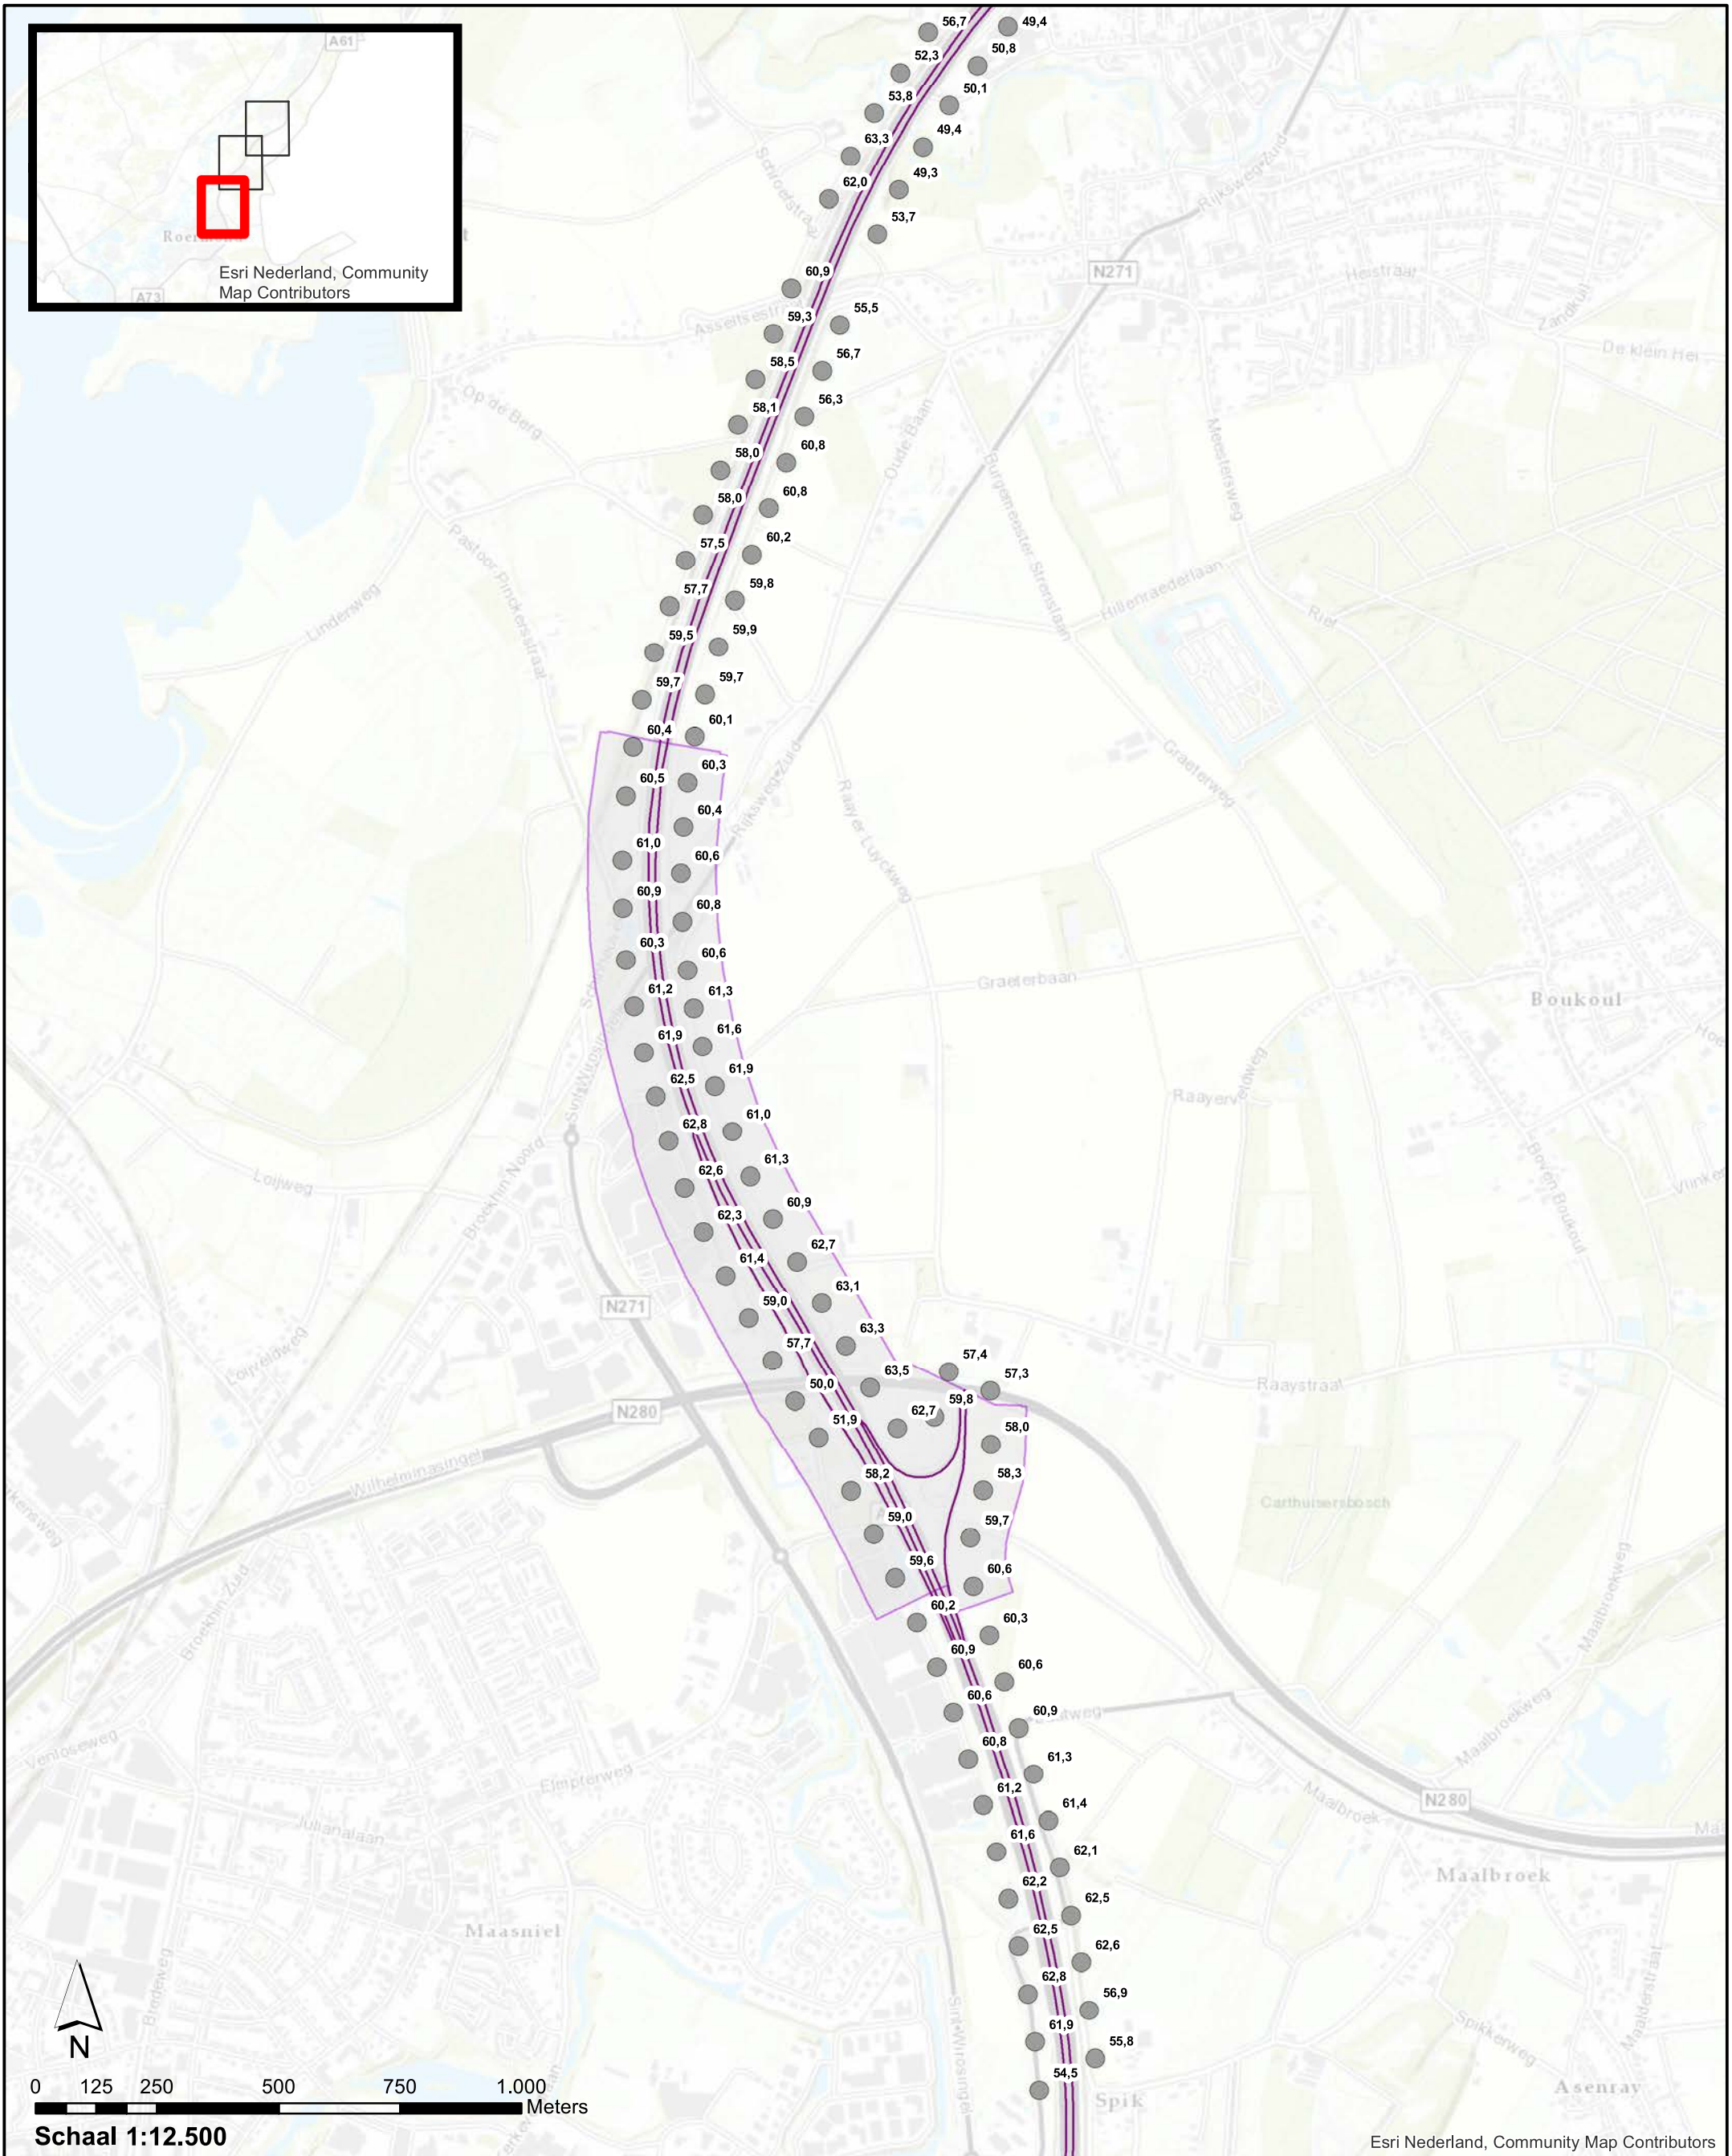 A61
Roermond
A73
Esri Nederland, Community
Map Contributors
56,7
49,4
52,3
50,8
53,8
50,1
63,3
49,4
62,0
49,3
53,7
Schroefstraat
Rijksweg-Zuid
N271
Heistraat
Zandkuil
De klein Hei
60,9
Asseltsestraat
59,3
55,5
58,5
56,7
58,1
56,3
58,0
60,8
58,0
60,8
57,5
60,2
57,7
59,8
59,5
59,9
59,7
59,7
60,4
60,1
Op de Berg
Oude Baan
Burgemeester Strenslaan
Meestersweg
Pastoor Pinckersstraat
Linderweg
Hillenraederlaan
Riet
Graeterweg
Rijksweg-Zuid
Raayer Luyckweg
60,5
60,3
60,4
61,0
60,6
60,9
60,8
60,3
60,6
61,2
61,3
61,9
61,6
62,5
61,9
62,8
61,0
62,6
61,3
62,3
60,9
61,4
62,7
59,0
63,1
57,7
63,3
50,0
63,5
57,4
57,3
51,9
62,7
59,8
58,0
58,2
58,3
59,0
59,7
59,6
60,6
Graeterbaan
Boukoul
Raayerveldweg
Boven Boukoul
Loijweg
Broekhin Noord
N271
Raaystraat
N280
Wilhelminasingel
Carthuisersbosch
Broekhin Zuid
Maalbroekweg
60,2
60,3
60,9
60,6
60,6
60,9
60,8
61,3
61,2
61,4
61,6
62,1
62,2
62,5
62,5
62,6
62,8
56,9
61,9
55,8
54,5
Venloseweg
Elmpterweg
Julianalaan
Maalbroekweg
Maalbroek
N280
Maalbroek
Maasniel
Bredeweg
Sint-Wirosingel
Spikkerweg
Maalderstraat
Spik
Asenray
N
0 125 250 500 750 1.000
Meters
Schaal 1:12.500
Esri Nederland, Community Map Contributors